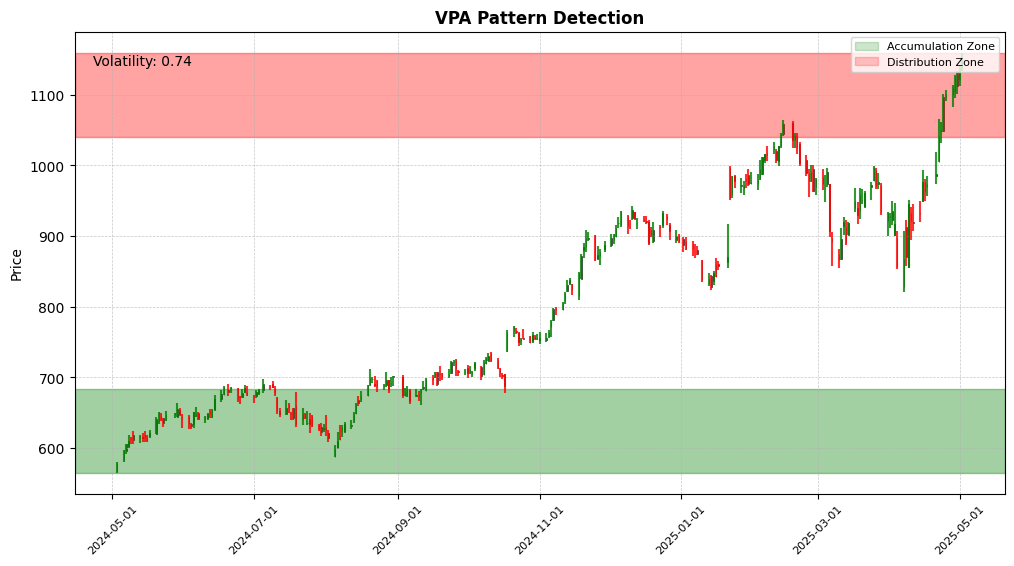 VPA Pattern Detection
Volatility: 0.74
Accumulation Zone
Distribution Zone
Price
1100
1000
900
800
700
600
2024-05-01
2024-07-01
2024-09-01
2024-11-01
2025-01-01
2025-03-01
2025-05-01